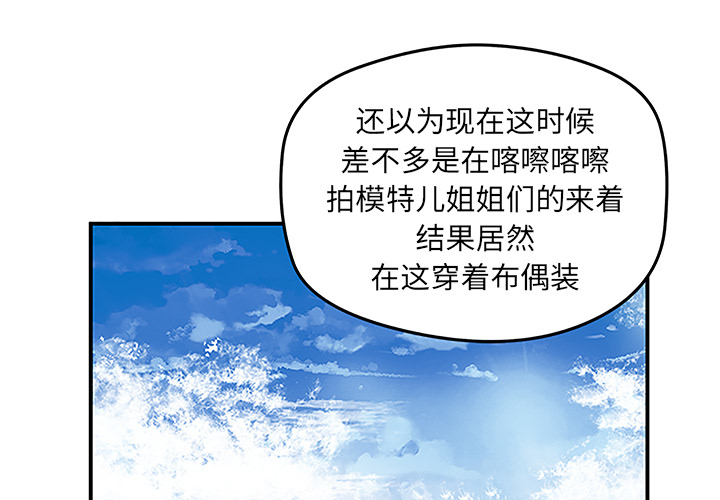 还以为现在这时候
差不多是在喀嚓喀嚓
拍模特儿姐姐们的来着
结果居然
在这穿着布偶装